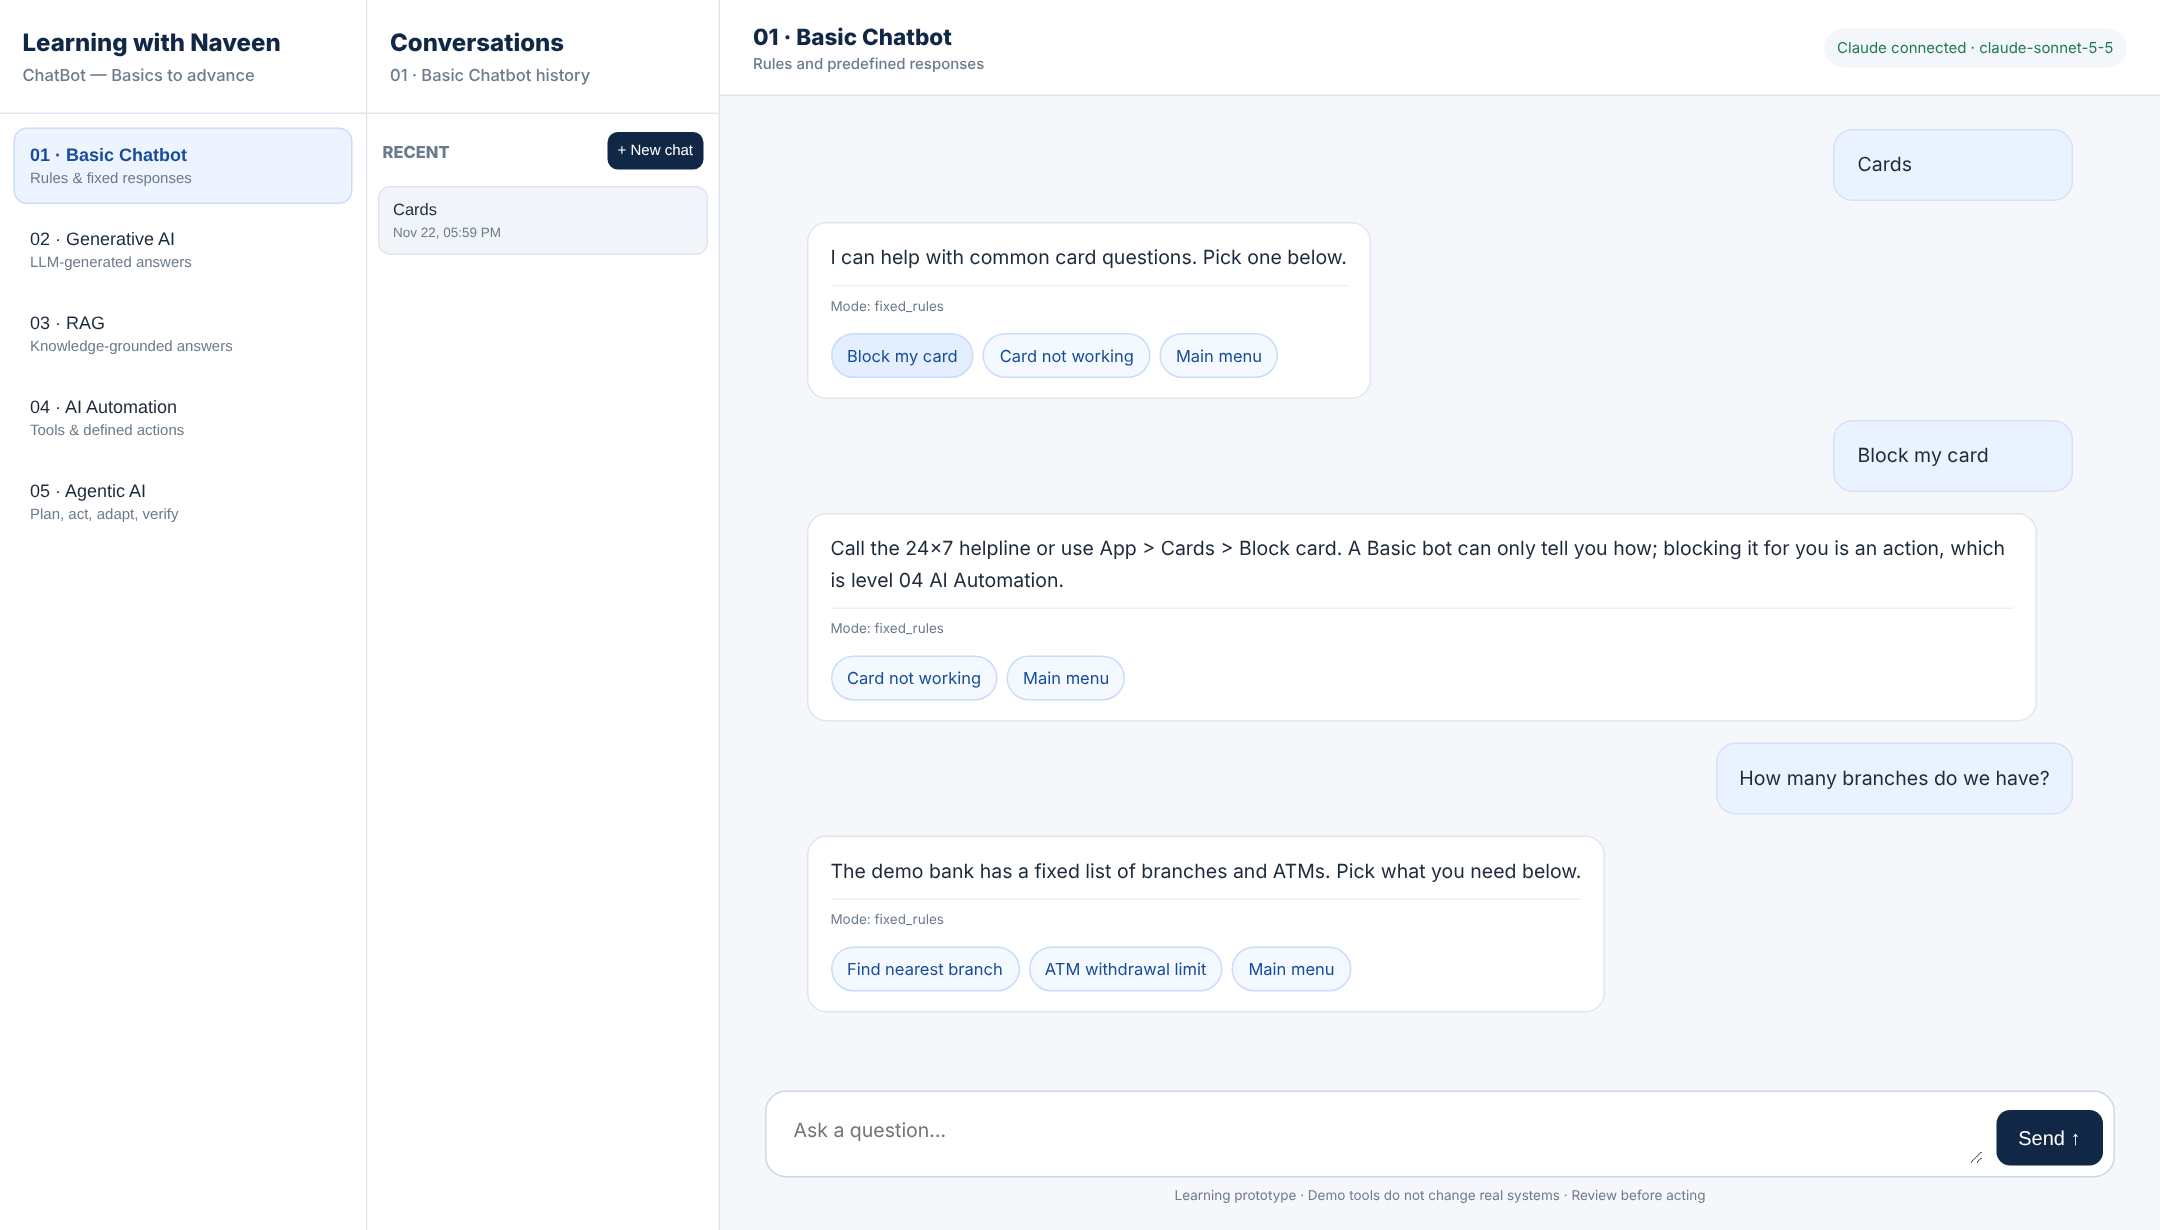 Learning with Naveen
ChatBot — Basics to advance
01 · Basic Chatbot
Rules & fixed responses
02 · Generative AI
LLM-generated answers
03 · RAG
Knowledge-grounded answers
04 · AI Automation
Tools & defined actions
05 · Agentic AI
Plan, act, adapt, verify
Conversations
01 · Basic Chatbot history
RECENT
+ New chat
Cards
Nov 22, 05:59 PM
01 · Basic Chatbot
Rules and predefined responses
Claude connected · claude-sonnet-5-5
Cards
I can help with common card questions. Pick one below.
Mode: fixed_rules
Block my card
Card not working
Main menu
Block my card
Call the 24×7 helpline or use App > Cards > Block card. A Basic bot can only tell you how; blocking it for you is an action, which
is level 04 AI Automation.
Mode: fixed_rules
Card not working
Main menu
How many branches do we have?
The demo bank has a fixed list of branches and ATMs. Pick what you need below.
Mode: fixed_rules
Find nearest branch
ATM withdrawal limit
Main menu
Ask a question...
Send ↑
Learning prototype · Demo tools do not change real systems · Review before acting